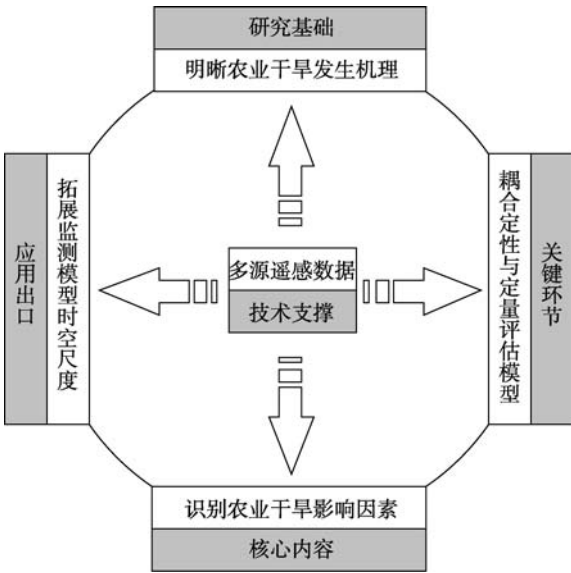 研究基础
明晰农业干旱发生机理
应用出口
拓展监测模型时空尺度
多源遥感数据
技术支撑
耦合定性与定量评估模型
关键环节
识别农业干旱影响因素
核心内容